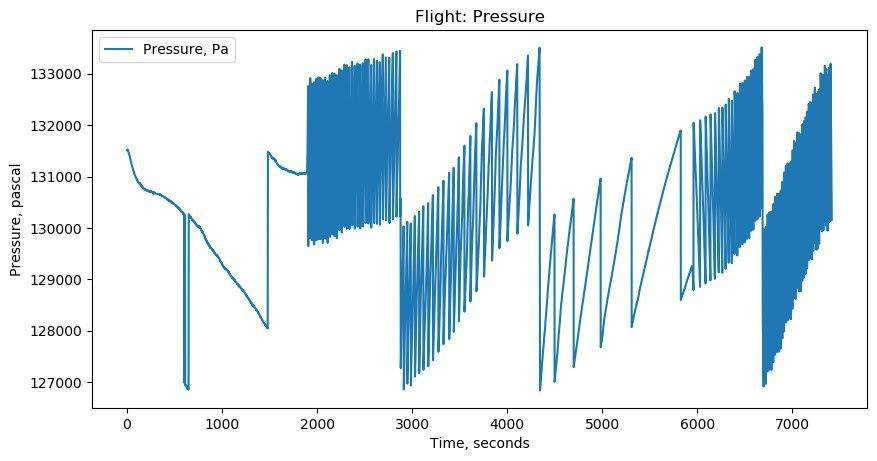 Flight: Pressure
Pressure, Pa
133000
132000
131000
130000
129000
128000
127000
Pressure, pascal
0 1000 2000 3000 4000 5000 6000 7000
Time, seconds